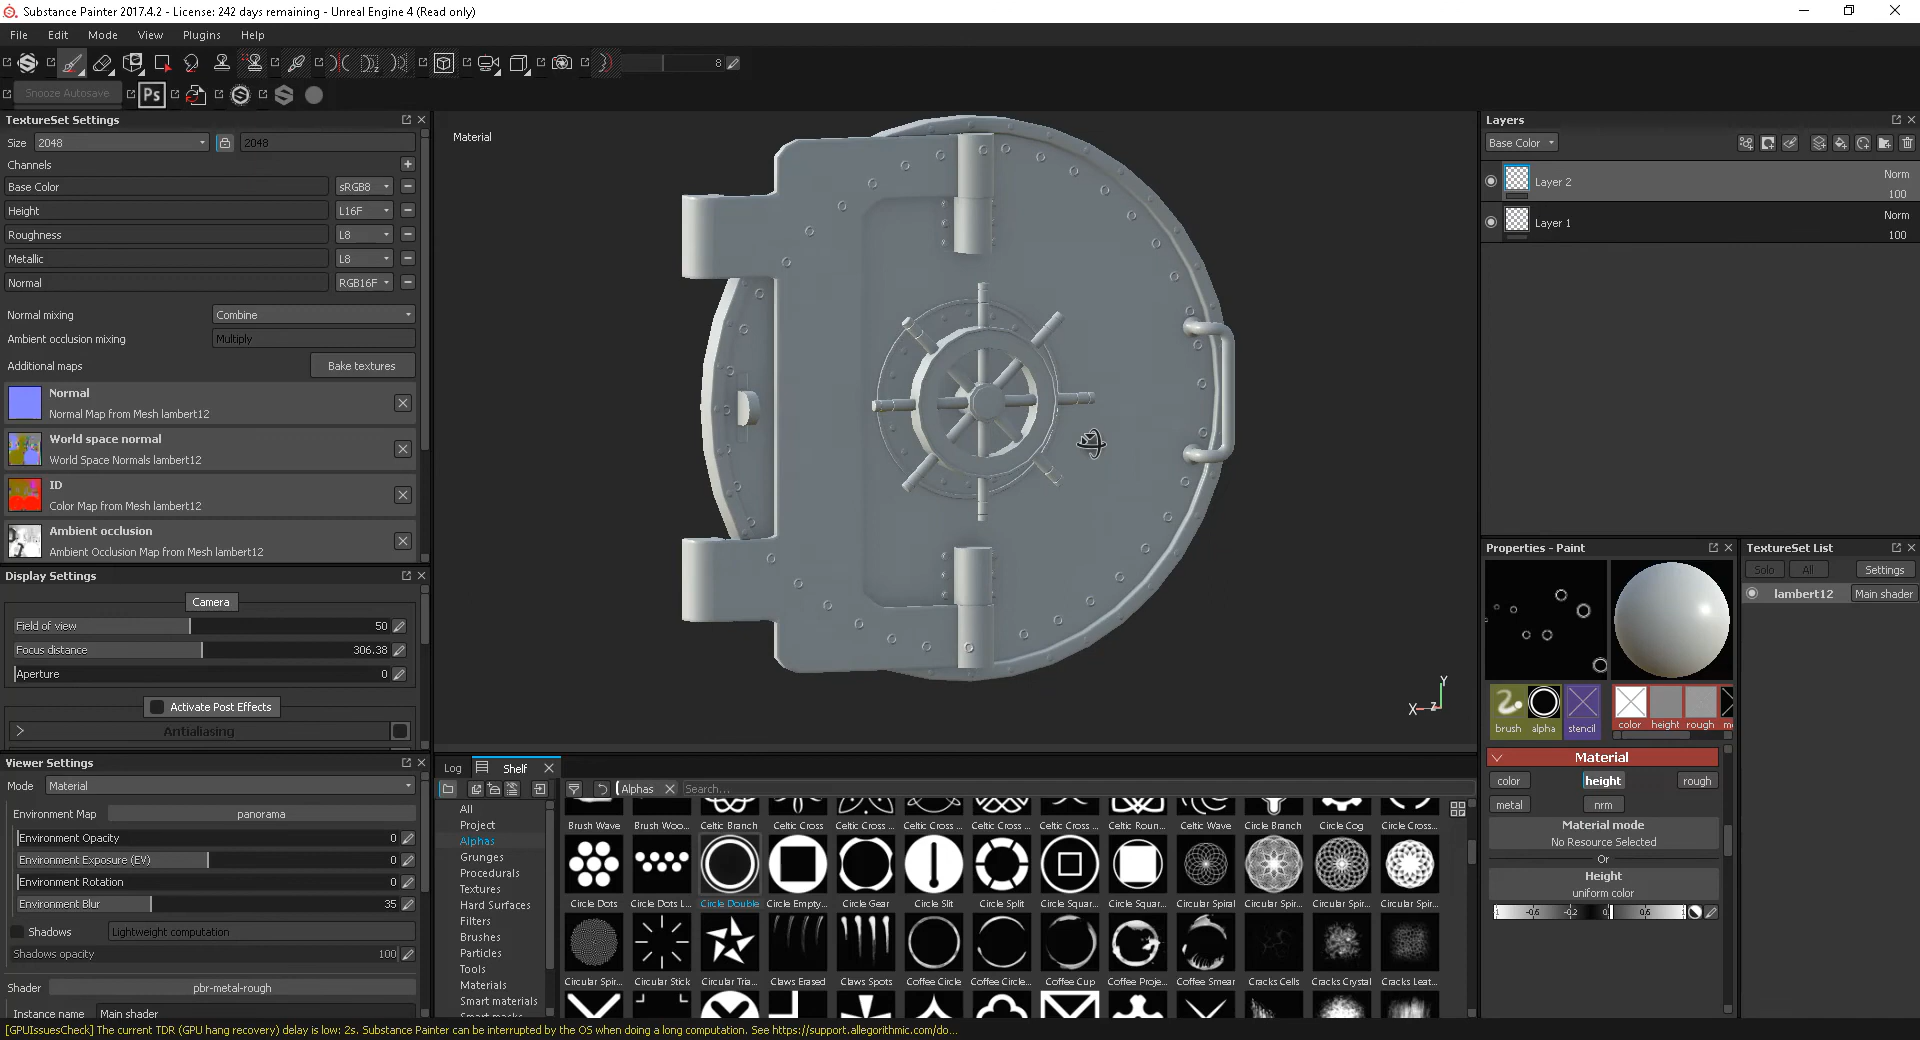 Substance Painter 2017.4.2 - License: 242 days remaining - Unreal Engine 4 (Read only)
File Edit Mode View Plugins Help
8
Snooze Autosave Ps
TextureSet Settings
Size 2048 2048
Channels
Base Color sRGB8
Height L16F
Roughness L8
Metallic L8
Normal RGB16F
Normal mixing Combine
Ambient occlusion mixing Multiply
Additional maps Bake textures
Normal
Normal Map from Mesh lambert12
World space normal
World Space Normals lambert12
ID
Color Map from Mesh lambert12
Ambient occlusion
Ambient Occlusion Map from Mesh lambert12
Display Settings
Camera
Field of view 50
Focus distance 306.38
Aperture 0
Activate Post Effects
Antialiasing
Viewer Settings
Mode Material
Environment Map panorama
Environment Opacity 0
Environment Exposure (EV) 0
Environment Rotation 0
Environment Blur 35
Shadows Lightweight computation
Shadows opacity 100
Shader pbr-metal-rough
Instance name Main shader
Material
Y
X Z
Log Shelf
Alphas Search...
All
Project
Alphas
Grunges
Procedurals
Textures
Hard Surfaces
Filters
Brushes
Particles
Tools
Materials
Smart materials
Smart masks
Brush Wave Brush Woo... Celtic Branch Celtic Cross Celtic Cross ... Celtic Cross ... Celtic Cross ... Celtic Cross ... Celtic Roun... Celtic Wave Circle Branch Circle Cog Circle Cross...
Circle Dots Circle Dots L... Circle Double Circle Empty... Circle Gear Circle Slit Circle Split Circle Squar... Circle Squar... Circular Spiral Circular Spir... Circular Spir... Circular Spir...
Circular Spir... Circular Stick Circular Tria... Claws Erased Claws Spots Coffee Circle Coffee Circle... Coffee Cup Coffee Proje... Coffee Smear Cracks Cells Cracks Crystal Cracks Leat...
Layers
Base Color
Layer 2 Norm
100
Layer 1 Norm
100
Properties - Paint
brush alpha stencil color height rough
Material
color height rough
metal nrm
Material mode
No Resource Selected
Or
Height
uniform color
-0.6 -0.2 0.6
TextureSet List
Solo All Settings
lambert12 Main shader
[GPUIssuesCheck] The current TDR (GPU hang recovery) delay is low: 2s. Substance Painter can be interrupted by the OS when doing a long computation. See https://support.allegorithmic.com/do...